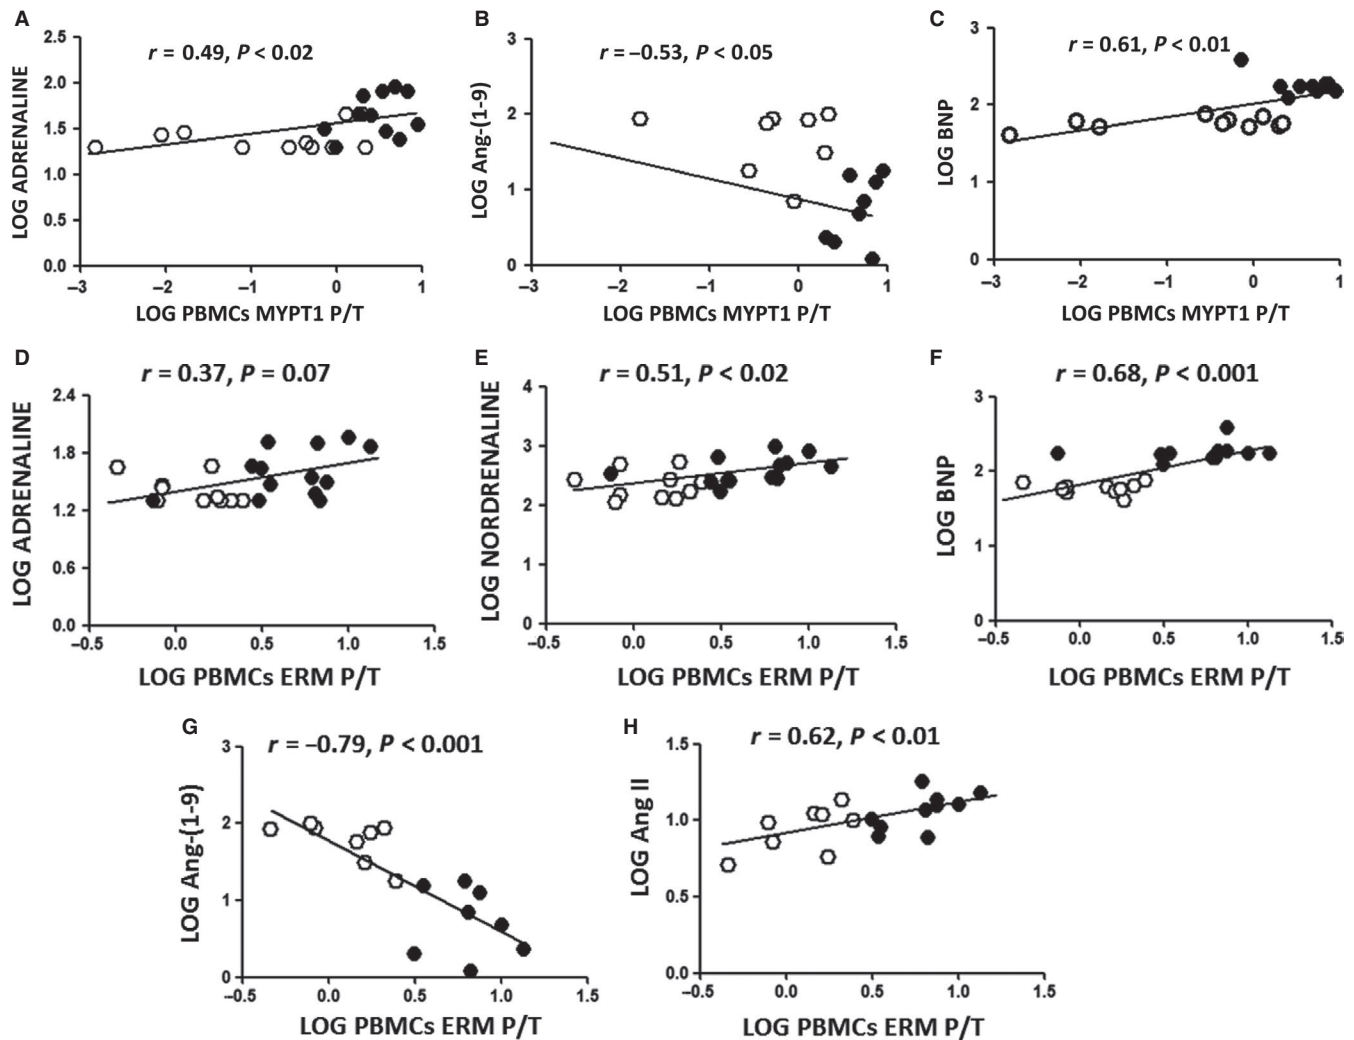 A
r = 0.49, P < 0.02
LOG ADRENALINE
2.5
2.0
1.5
1.0
0.5
0.0
–3
–2
–1
0
1
LOG PBMCs MYPT1 P/T
B
r = –0.53, P < 0.05
LOG Ang-(1-9)
3
2
1
0
–3
–2
–1
0
1
LOG PBMCs MYPT1 P/T
C
r = 0.61, P < 0.01
LOG BNP
3
2
1
0
–3
–2
–1
0
1
LOG PBMCs MYPT1 P/T
D
r = 0.37, P = 0.07
LOG ADRENALINE
2.4
1.8
1.2
0.6
0.0
–0.5
0.0
0.5
1.0
1.5
LOG PBMCs ERM P/T
E
r = 0.51, P < 0.02
LOG NORDRENALINE
4
3
2
1
0
–0.5
0.0
0.5
1.0
1.5
LOG PBMCs ERM P/T
F
r = 0.68, P < 0.001
LOG BNP
3
2
1
0
–0.5
0.0
0.5
1.0
1.5
LOG PBMCs ERM P/T
G
r = –0.79, P < 0.001
LOG Ang-(1-9)
3
2
1
0
–0.5
0.0
0.5
1.0
1.5
LOG PBMCs ERM P/T
H
r = 0.62, P < 0.01
LOG Ang II
1.5
1.0
0.5
0.0
–0.5
0.0
0.5
1.0
1.5
LOG PBMCs ERM P/T